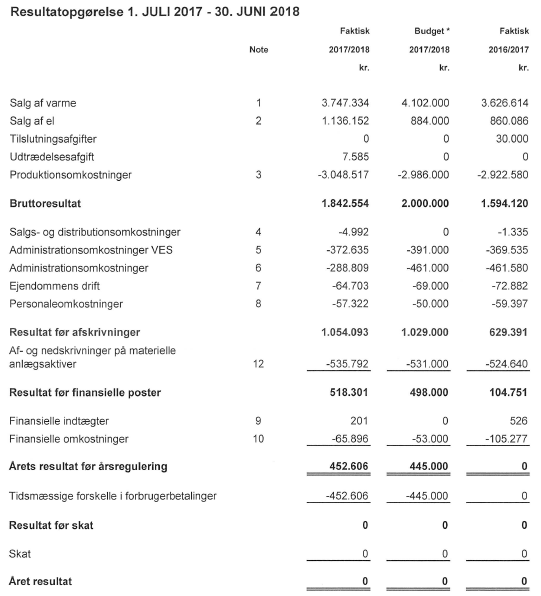 Resultatopgørelse 1. JULI 2017 - 30. JUNI 2018
Faktisk Budget * Faktisk
Note 2017/2018 2017/2018 2016/2017
kr. kr. kr.
Salg af varme 1 3.747.334 4.102.000 3.626.614
Salg af el 2 1.136.152 884.000 860.086
Tilslutningsafgifter 0 0 30.000
Udtrædelsesafgift 7.585 0 0
Produktionsomkostninger 3 -3.048.517 -2.986.000 -2.922.580
Bruttoresultat 1.842.554 2.000.000 1.594.120
Salgs- og distributionsomkostninger 4 -4.992 0 -1.335
Administrationsomkostninger VES 5 -372.635 -391.000 -369.535
Administrationsomkostninger 6 -288.809 -461.000 -461.580
Ejendommens drift 7 -64.703 -69.000 -72.882
Personaleomkostninger 8 -57.322 -50.000 -59.397
Resultat før afskrivninger 1.054.093 1.029.000 629.391
Af- og nedskrivninger på materielle
anlægsaktiver 12 -535.792 -531.000 -524.640
Resultat før finansielle poster 518.301 498.000 104.751
Finansielle indtægter 9 201 0 526
Finansielle omkostninger 10 -65.896 -53.000 -105.277
Årets resultat før årsregulering 452.606 445.000 0
Tidsmæssige forskelle i forbrugerbetalinger -452.606 -445.000 0
Resultat før skat 0 0 0
Skat 0 0 0
Året resultat 0 0 0